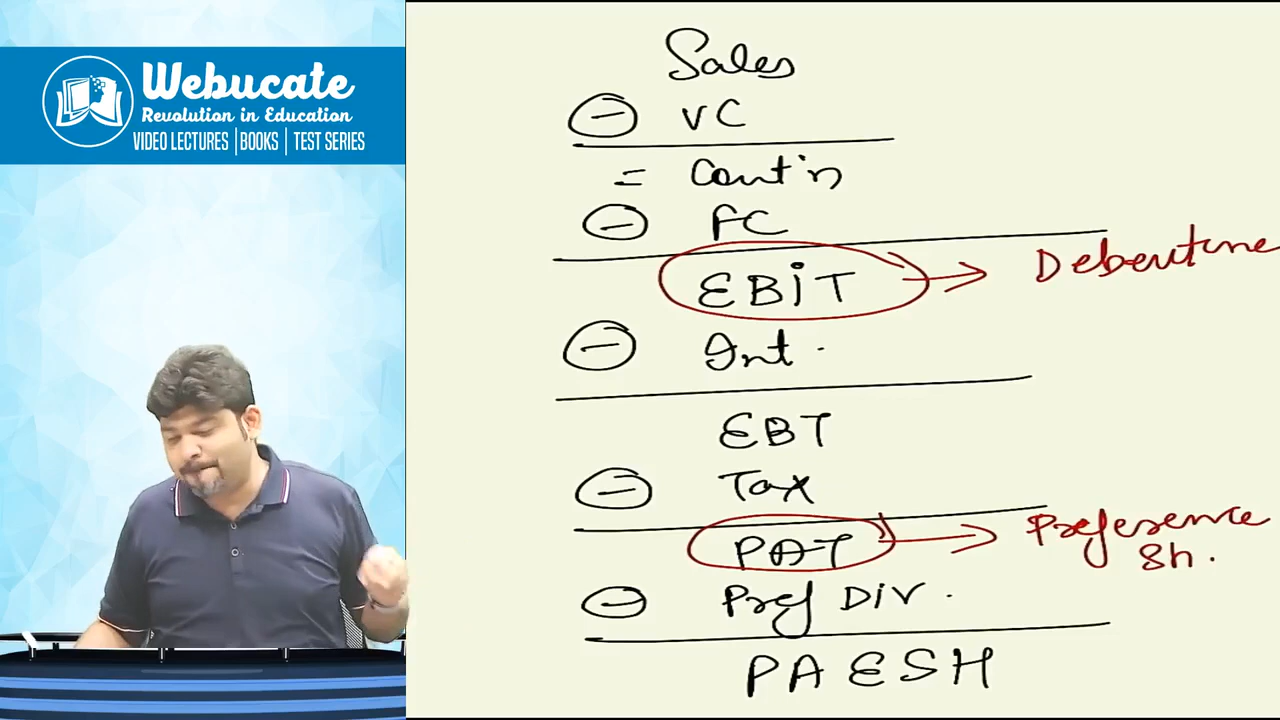 Webucate
Revolution in Education
VIDEO LECTURES | BOOKS | TEST SERIES
Sales
⊖ VC
= Cont'n
⊖ FC
EBIT → Debenture
⊖ Int.
EBT
⊖ Tax
PAT → Preference
Sh.
⊖ Pref DIV.
PAESH